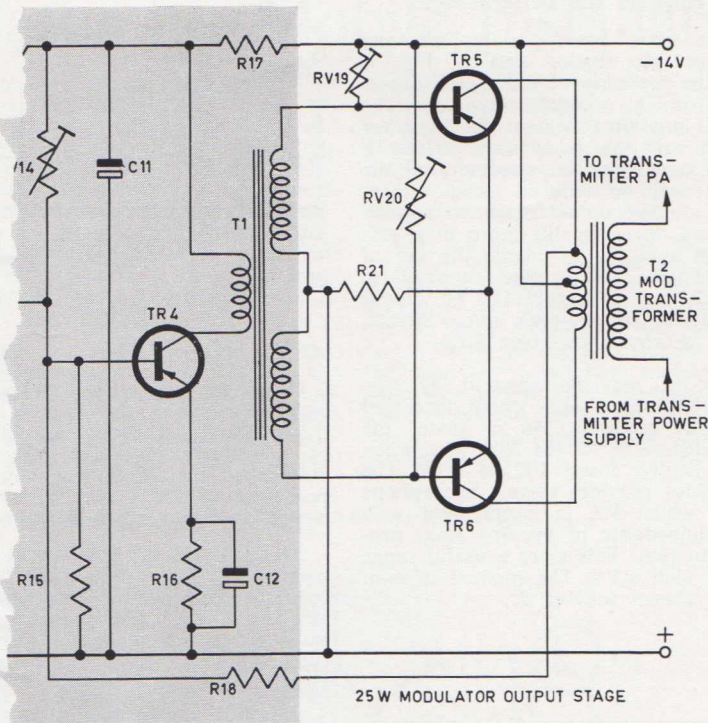 R17
RV19
TR5
−14V
V14
C11
T1
RV20
TO TRANS-
MITTER PA
R21
T2
MOD
TRANS-
FORMER
TR4
FROM TRANS-
MITTER POWER
SUPPLY
TR6
R15
R16
C12
+
R18
25W MODULATOR OUTPUT STAGE